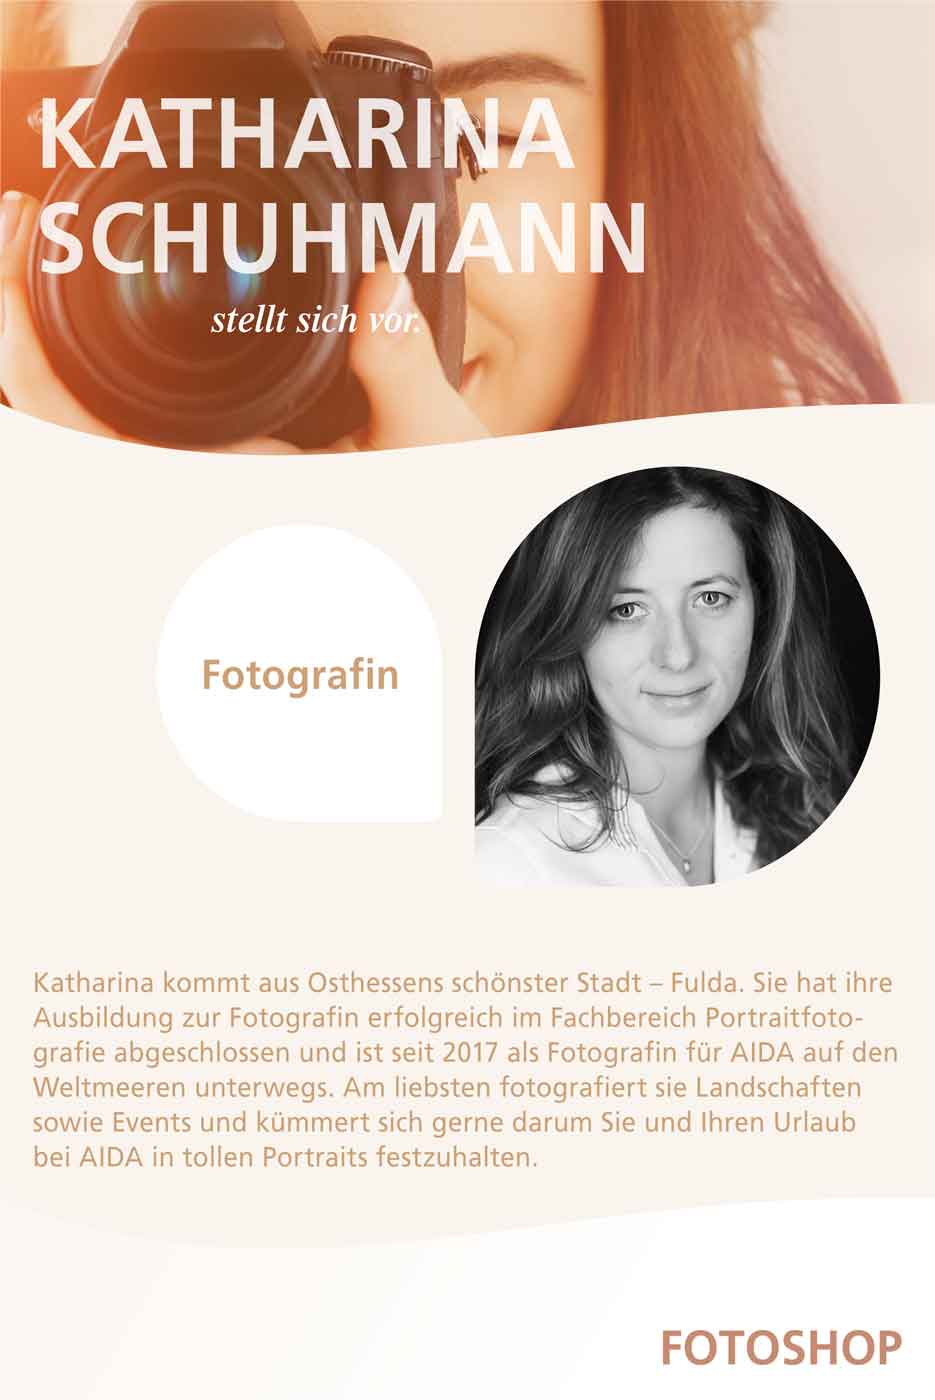 KATHARINA
SCHUHMANN
stellt sich vor.
Fotografin
Katharina kommt aus Osthessens schönster Stadt – Fulda. Sie hat ihre
Ausbildung zur Fotografin erfolgreich im Fachbereich Portraitfoto-
grafie abgeschlossen und ist seit 2017 als Fotografin für AIDA auf den
Weltmeeren unterwegs. Am liebsten fotografiert sie Landschaften
sowie Events und kümmert sich gerne darum Sie und Ihren Urlaub
bei AIDA in tollen Portraits festzuhalten.
FOTOSHOP